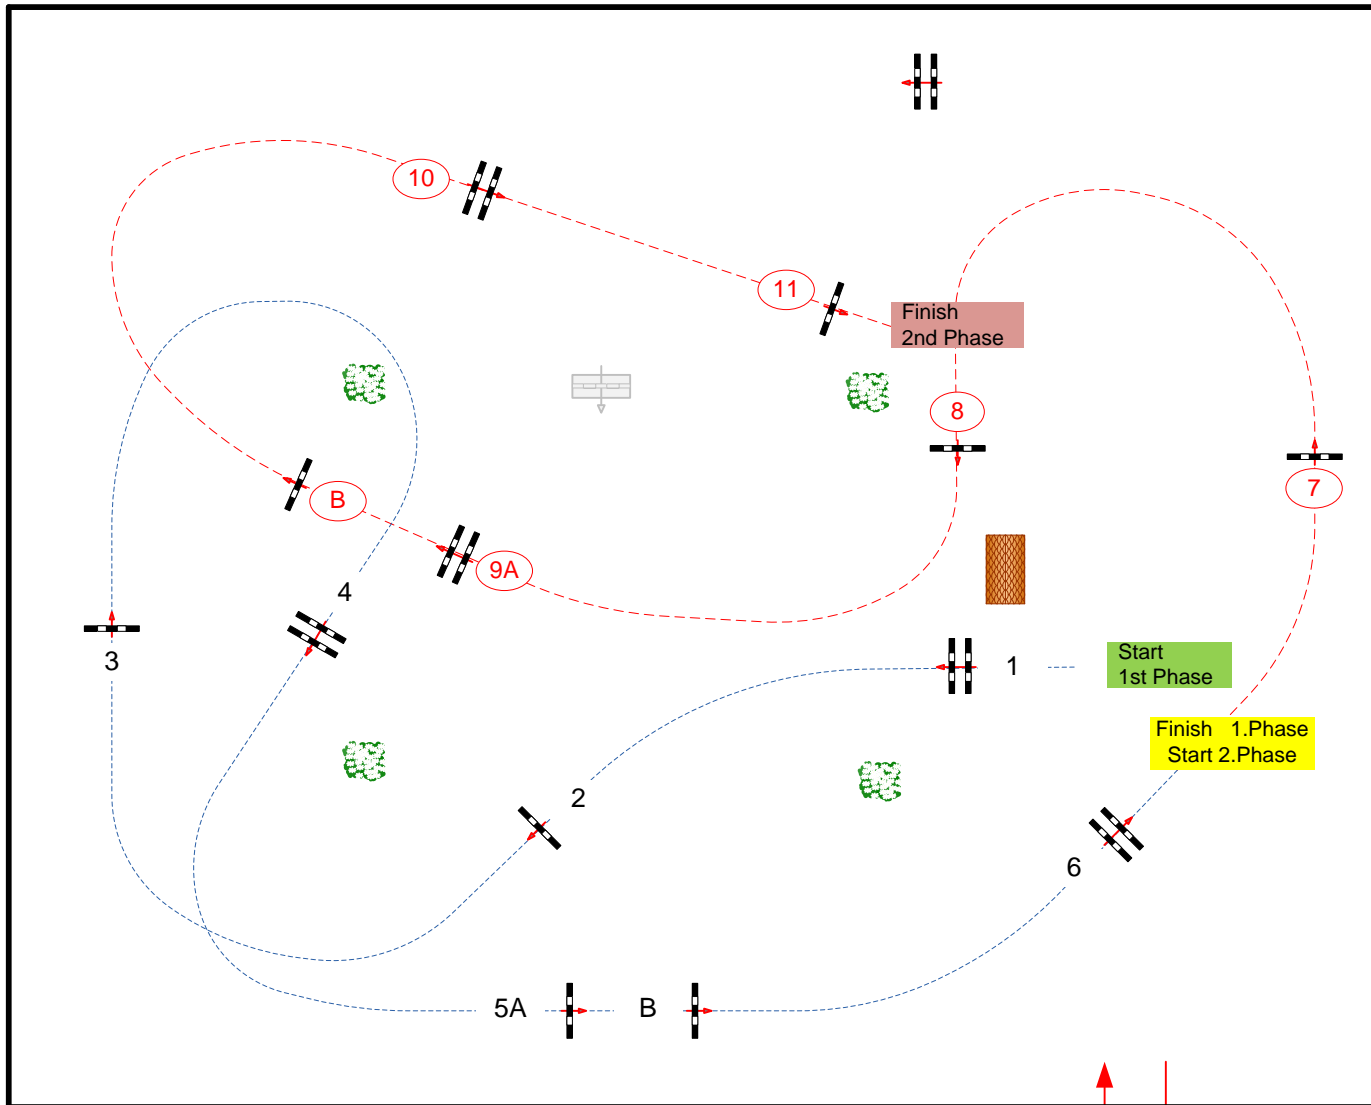 10
11
Finish
2nd Phase
8
7
B
9A
4
3
1
Start
1st Phase
Finish 1.Phase
Start 2.Phase
2
6
5A
B